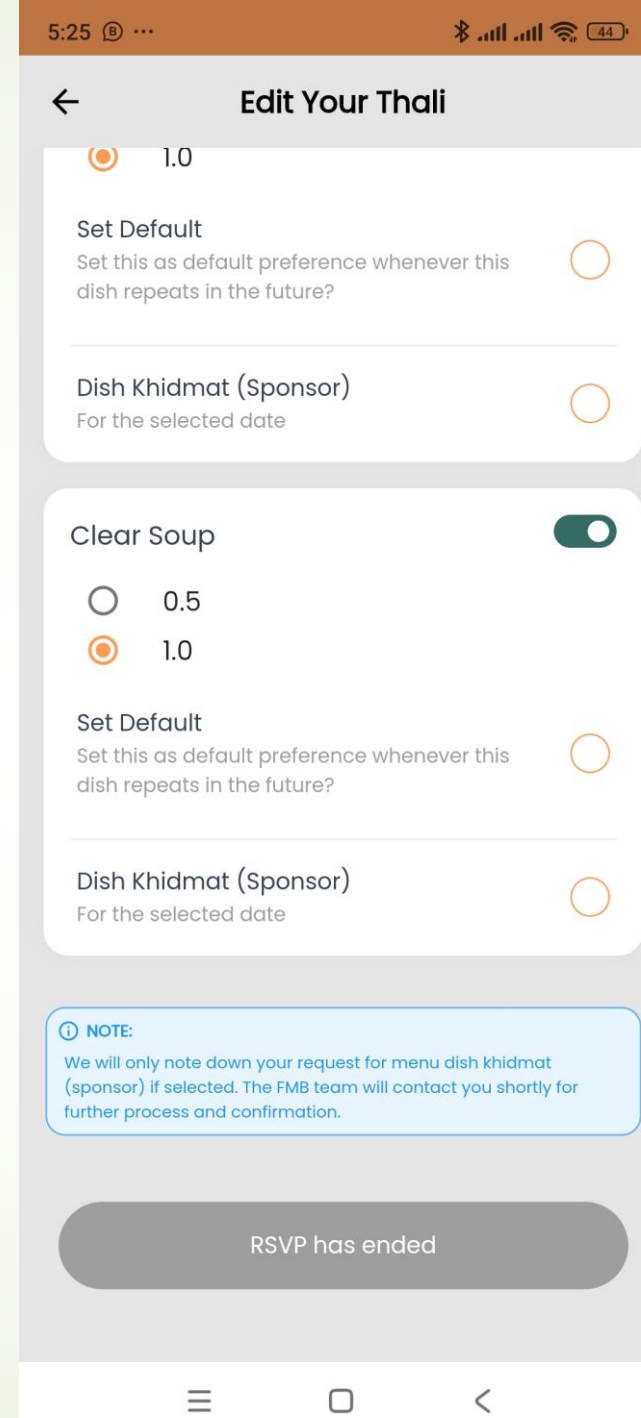 5:25 B ...
44
Edit Your Thali
1.0
Set Default
Set this as default preference whenever this
dish repeats in the future?
Dish Khidmat (Sponsor)
For the selected date
Clear Soup
0.5
1.0
Set Default
Set this as default preference whenever this
dish repeats in the future?
Dish Khidmat (Sponsor)
For the selected date
NOTE:
We will only note down your request for menu dish khidmat
(sponsor) if selected. The FMB team will contact you shortly for
further process and confirmation.
RSVP has ended